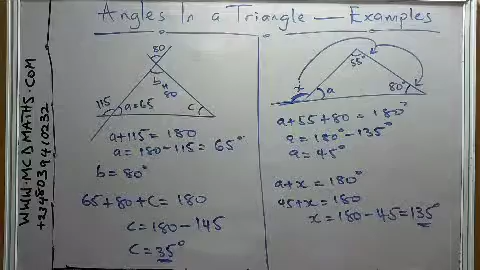 Angles In a Triangle — Examples
WWW.MCDMATHS.COM
+2348039410232
80
b
"
80
115
a=65
c
a+115=180
a=180-115=65°
b=80°
65+80+c=180
c=180-145
c=35°
55°
x
a
80°
a+55+80=180°
a=180°-135°
a=45°
a+x=180°
45+x=180
x=180-45=135°